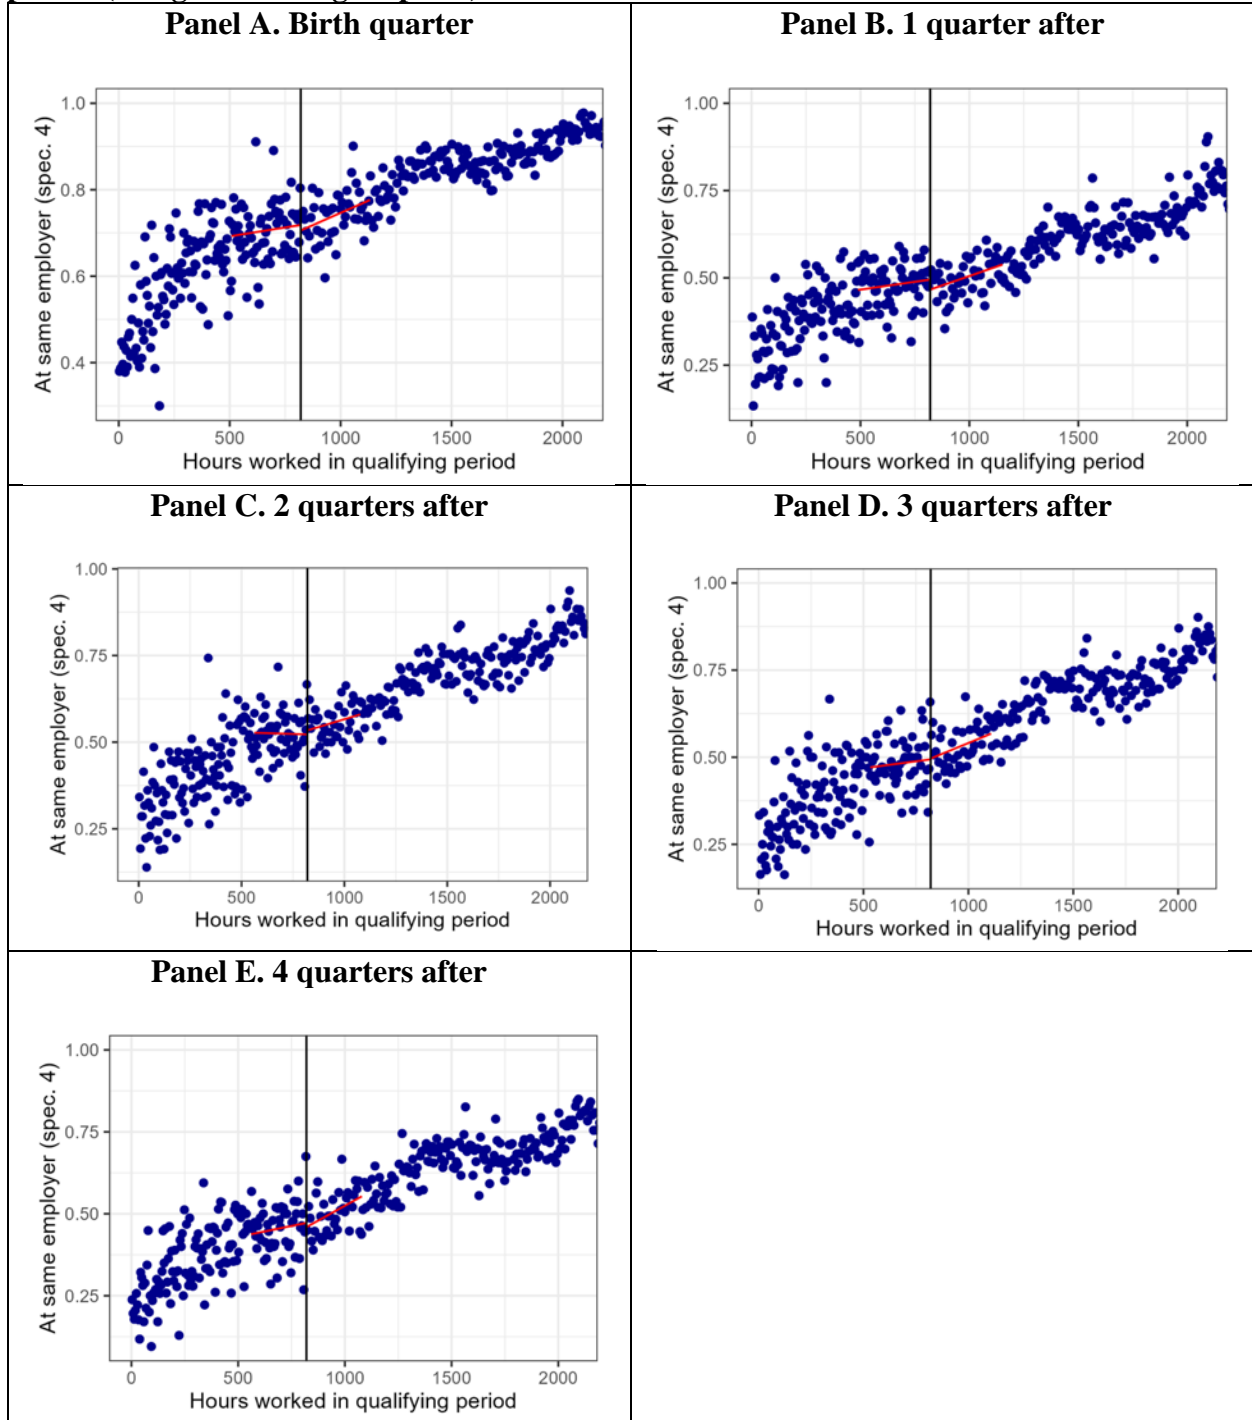 Panel A. Birth quarter
At same employer (spec. 4)
1.0
0.8
0.6
0.4
0 500 1000 1500 2000
Hours worked in qualifying period
Panel B. 1 quarter after
At same employer (spec. 4)
1.00
0.75
0.50
0.25
0 500 1000 1500 2000
Hours worked in qualifying period
Panel C. 2 quarters after
At same employer (spec. 4)
1.00
0.75
0.50
0.25
0 500 1000 1500 2000
Hours worked in qualifying period
Panel D. 3 quarters after
At same employer (spec. 4)
1.00
0.75
0.50
0.25
0 500 1000 1500 2000
Hours worked in qualifying period
Panel E. 4 quarters after
At same employer (spec. 4)
1.00
0.75
0.50
0.25
0 500 1000 1500 2000
Hours worked in qualifying period